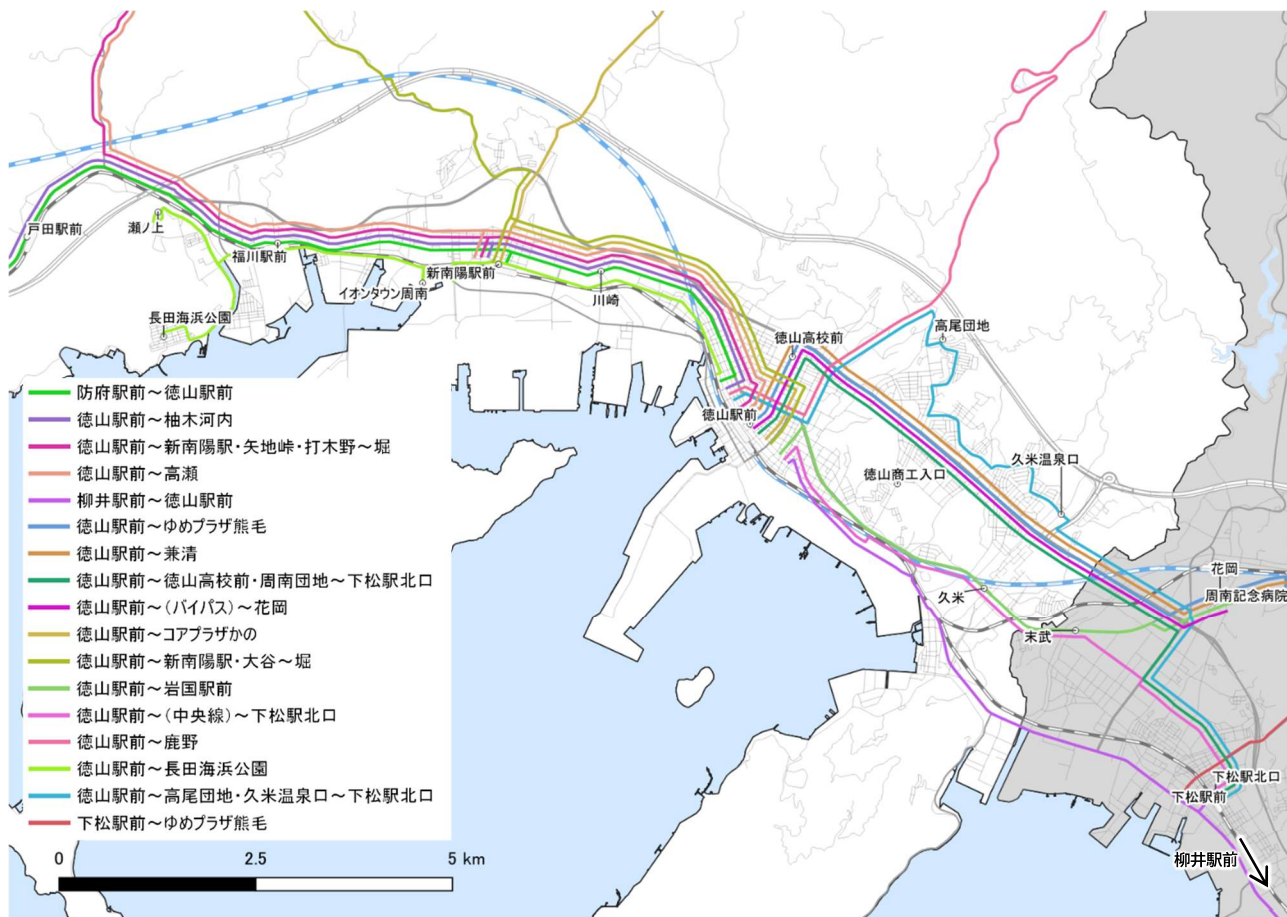 戸田駅前
瀬ノ上
福川駅前
新南陽駅前
イオンタウン周南
川崎
長田海浜公園
徳山高校前
高尾団地
徳山駅前
徳山商工入口
久米温泉口
花岡
周南記念病院
久米
末武
下松駅北口
下松駅前
柳井駅前
防府駅前～徳山駅前
徳山駅前～柚木河内
徳山駅前～新南陽駅・矢地峠・打木野～堀
徳山駅前～高瀬
柳井駅前～徳山駅前
徳山駅前～ゆめプラザ熊毛
徳山駅前～兼清
徳山駅前～徳山高校前・周南団地～下松駅北口
徳山駅前～(バイパス)～花岡
徳山駅前～コアプラザかの
徳山駅前～新南陽駅・大谷～堀
徳山駅前～岩国駅前
徳山駅前～(中央線)～下松駅北口
徳山駅前～鹿野
徳山駅前～長田海浜公園
徳山駅前～高尾団地・久米温泉口～下松駅北口
下松駅前～ゆめプラザ熊毛
0 2.5 5 km